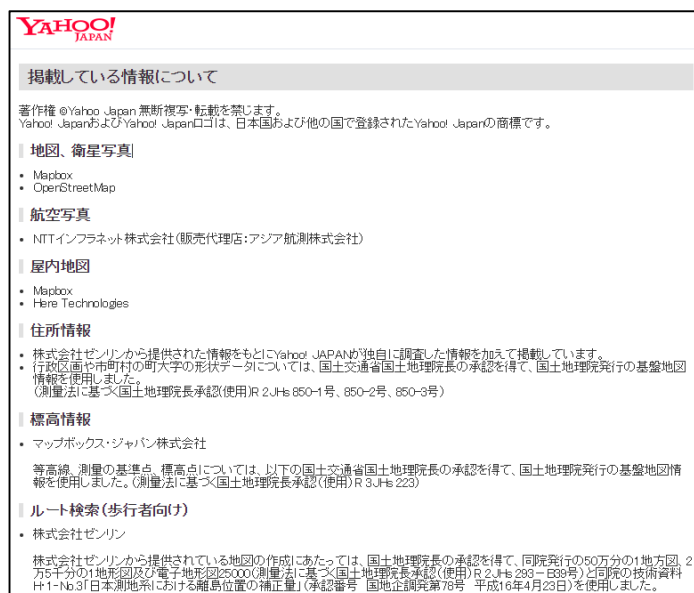 YAHOO!
JAPAN
掲載している情報について
著作権 ©Yahoo Japan 無断複写・転載を禁じます。
Yahoo! JapanおよびYahoo! Japanロゴは、日本国および他の国で登録されたYahoo! Japanの商標です。
地図、衛星写真
• Mapbox
• OpenStreetMap
航空写真
• NTTインフラネット株式会社(販売代理店:アジア航測株式会社)
屋内地図
• Mapbox
• Here Technologies
住所情報
• 株式会社ゼンリンから提供された情報をもとにYahoo! JAPANが独自に調査した情報を加えて掲載しています。
• 行政区画や市町村の町大字の形状データについては、国土交通省国土地理院長の承認を得て、国土地理院発行の基盤地図
情報を使用しました。
(測量法に基づく国土地理院長承認(使用)R 2JHs 850-1号、850-2号、850-3号)
標高情報
• マップボックス・ジャパン株式会社
等高線、測量の基準点、標高点については、以下の国土交通省国土地理院長の承認を得て、国土地理院発行の基盤地図情
報を使用しました。(測量法に基づく国土地理院長承認(使用)R 3JHs 223)
ルート検索(歩行者向け)
• 株式会社ゼンリン
株式会社ゼンリンから提供されている地図の作成にあたっては、国土地理院長の承認を得て、同院発行の50万分の1地方図、2
万5千分の1地形図及び電子地形図25000(測量法に基づく国土地理院長承認(使用)R 2JHs 293-B39号)と同院の技術資料
H・1-No.3「日本測地系における離島位置の補正量」(承認番号 国地企調発第78号 平成16年4月23日)を使用しました。